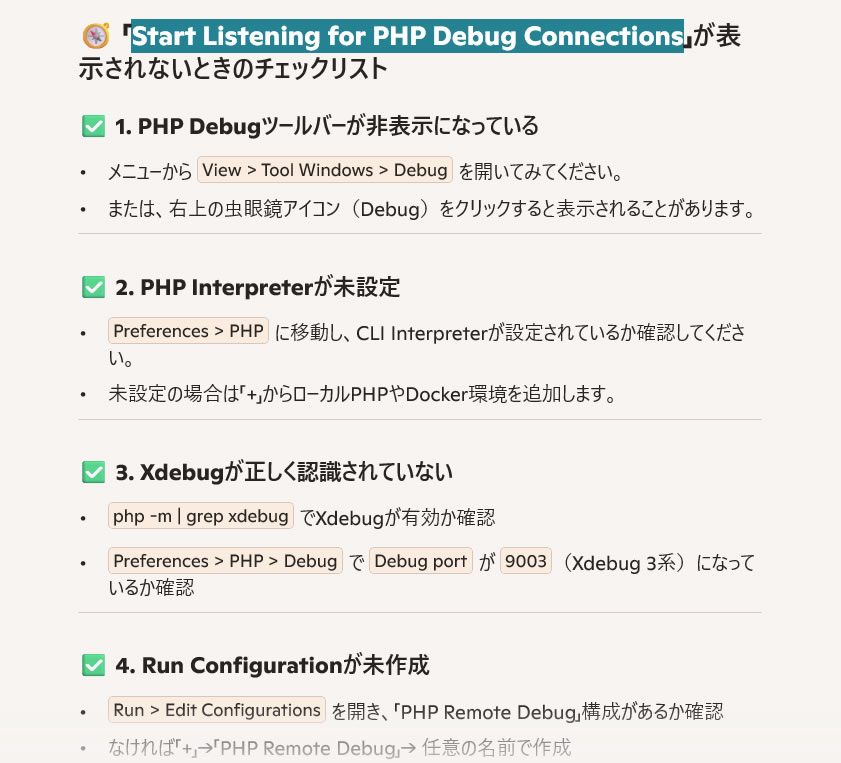 🧭「Start Listening for PHP Debug Connections」が表
示されないときのチェックリスト
✅ 1. PHP Debugツールバーが非表示になっている
• メニューから View > Tool Windows > Debug を開いてみてください。
• または、右上の虫眼鏡アイコン（Debug）をクリックすると表示されることがあります。
✅ 2. PHP Interpreterが未設定
• Preferences > PHP に移動し、CLI Interpreterが設定されているか確認してくださ
い。
• 未設定の場合は「+」からローカルPHPやDocker環境を追加します。
✅ 3. Xdebugが正しく認識されていない
• php -m | grep xdebug でXdebugが有効か確認
• Preferences > PHP > Debug で Debug port が 9003（Xdebug 3系）になって
いるか確認
✅ 4. Run Configurationが未作成
• Run > Edit Configurations を開き、「PHP Remote Debug」構成があるか確認
• なければ「+」→「PHP Remote Debug」→ 任意の名前で作成